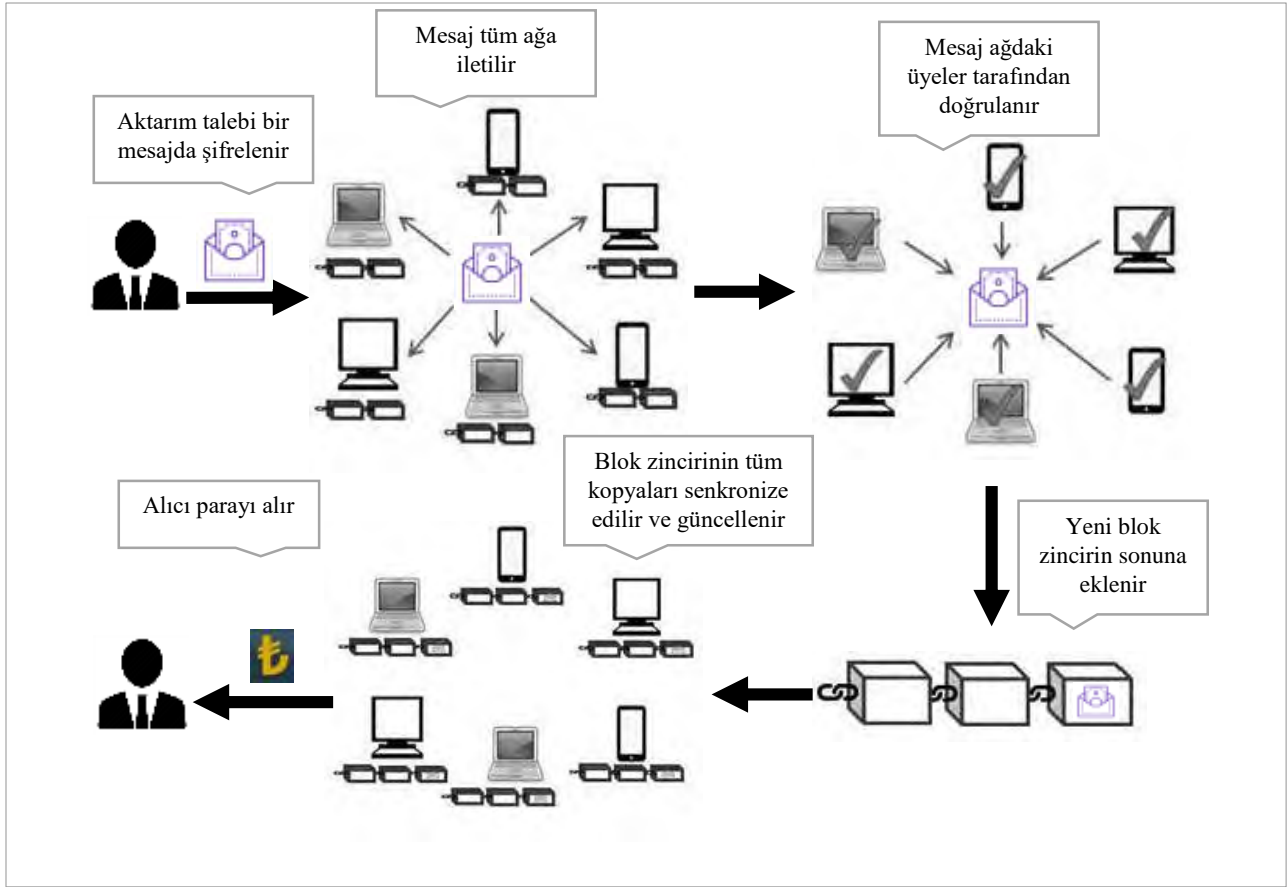 Aktarım talebi bir
mesajda şifrelenir
Mesaj tüm ağa
iletilir
Mesaj ağdaki
üyeler tarafından
doğrulanır
Yeni blok
zincirin sonuna
eklenir
Blok zincirinin tüm
kopyaları senkronize
edilir ve güncellenir
Alıcı parayı alır
₺